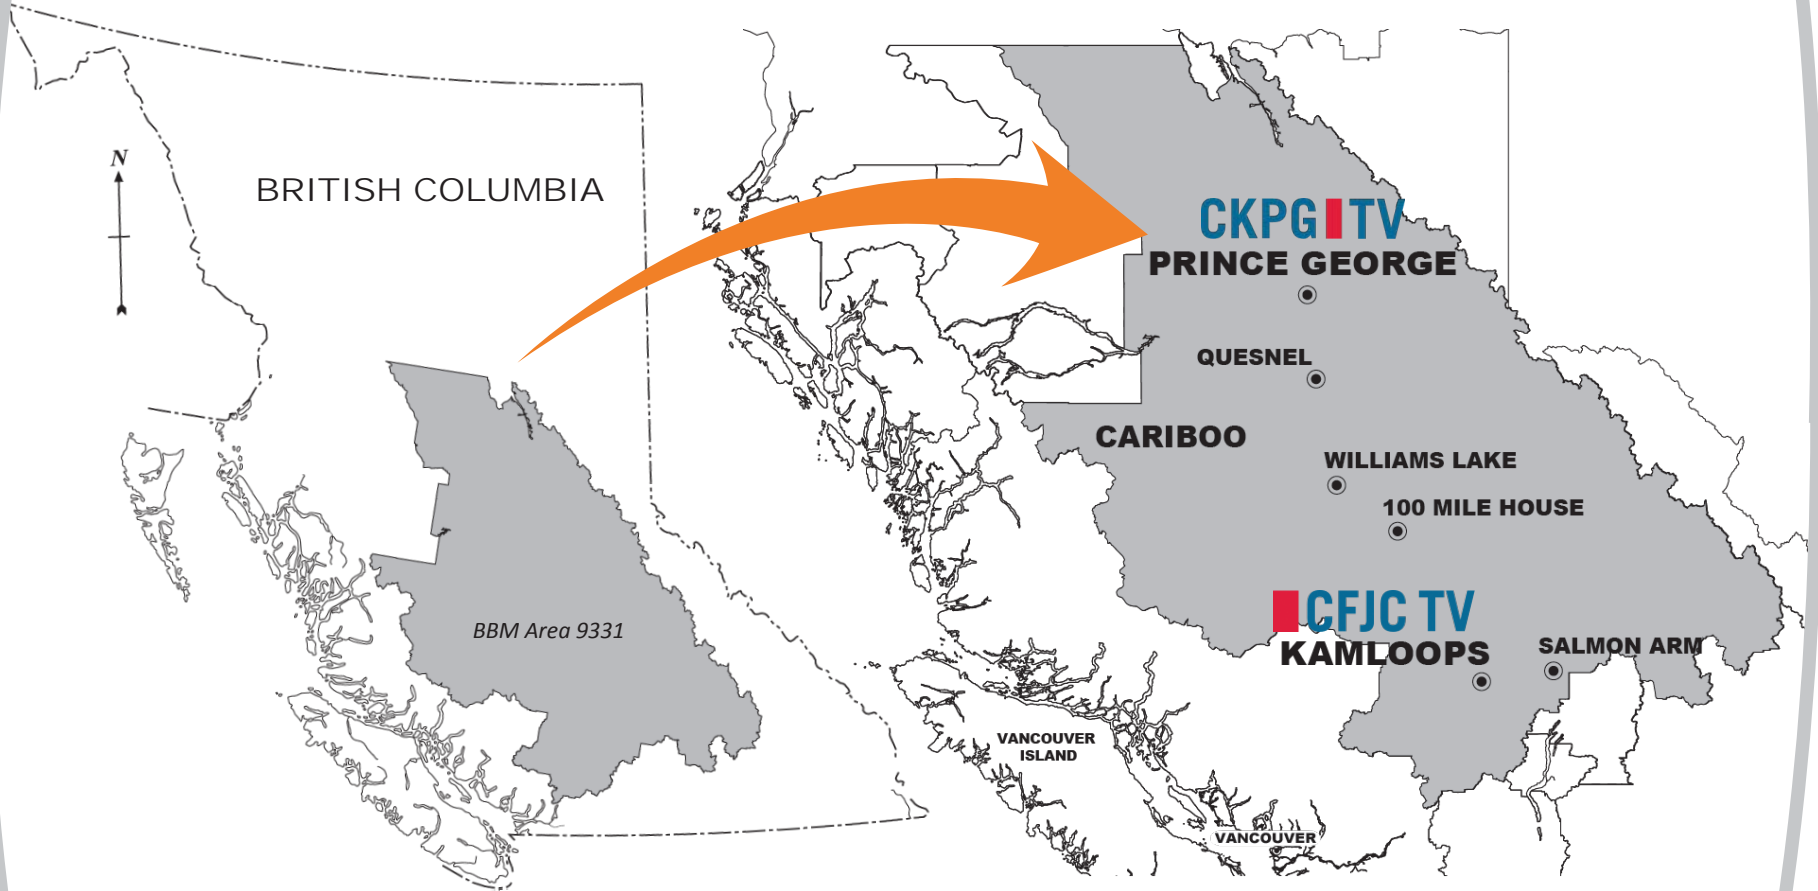 N
BRITISH COLUMBIA
BBM Area 9331
CKPG TV
PRINCE GEORGE
QUESNEL
CARIBOO
WILLIAMS LAKE
100 MILE HOUSE
CFJC TV
KAMLOOPS
SALMON ARM
VANCOUVER
ISLAND
VANCOUVER